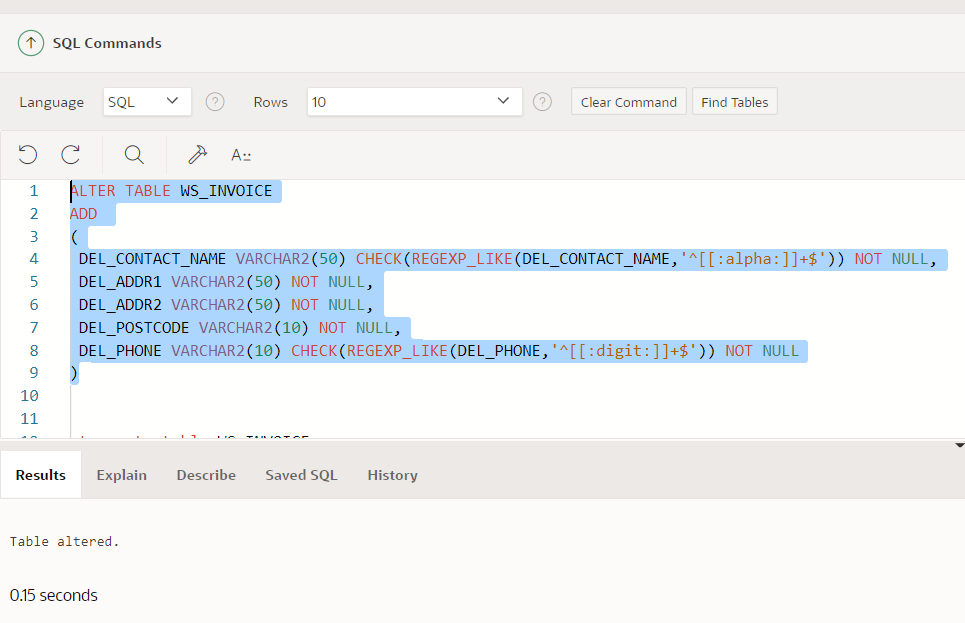 SQL Commands
Language SQL Rows 10 Clear Command Find Tables
A::
1 ALTER TABLE WS_INVOICE
2 ADD
3 (
4 DEL_CONTACT_NAME VARCHAR2(50) CHECK(REGEXP_LIKE(DEL_CONTACT_NAME,'^[[:alpha:]]+$')) NOT NULL,
5 DEL_ADDR1 VARCHAR2(50) NOT NULL,
6 DEL_ADDR2 VARCHAR2(50) NOT NULL,
7 DEL_POSTCODE VARCHAR2(10) NOT NULL,
8 DEL_PHONE VARCHAR2(10) CHECK(REGEXP_LIKE(DEL_PHONE,'^[[:digit:]]+$')) NOT NULL
9 )
10
11
Results Explain Describe Saved SQL History
Table altered.
0.15 seconds